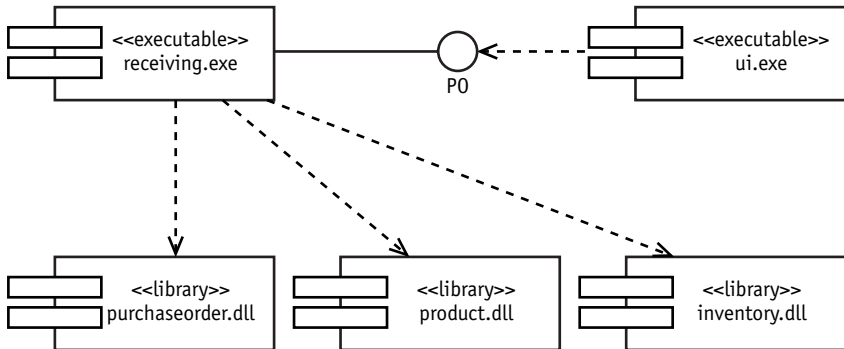 <<executable>>
receiving.exe
PO
<<executable>>
ui.exe
<<library>>
purchaseorder.dll
<<library>>
product.dll
<<library>>
inventory.dll